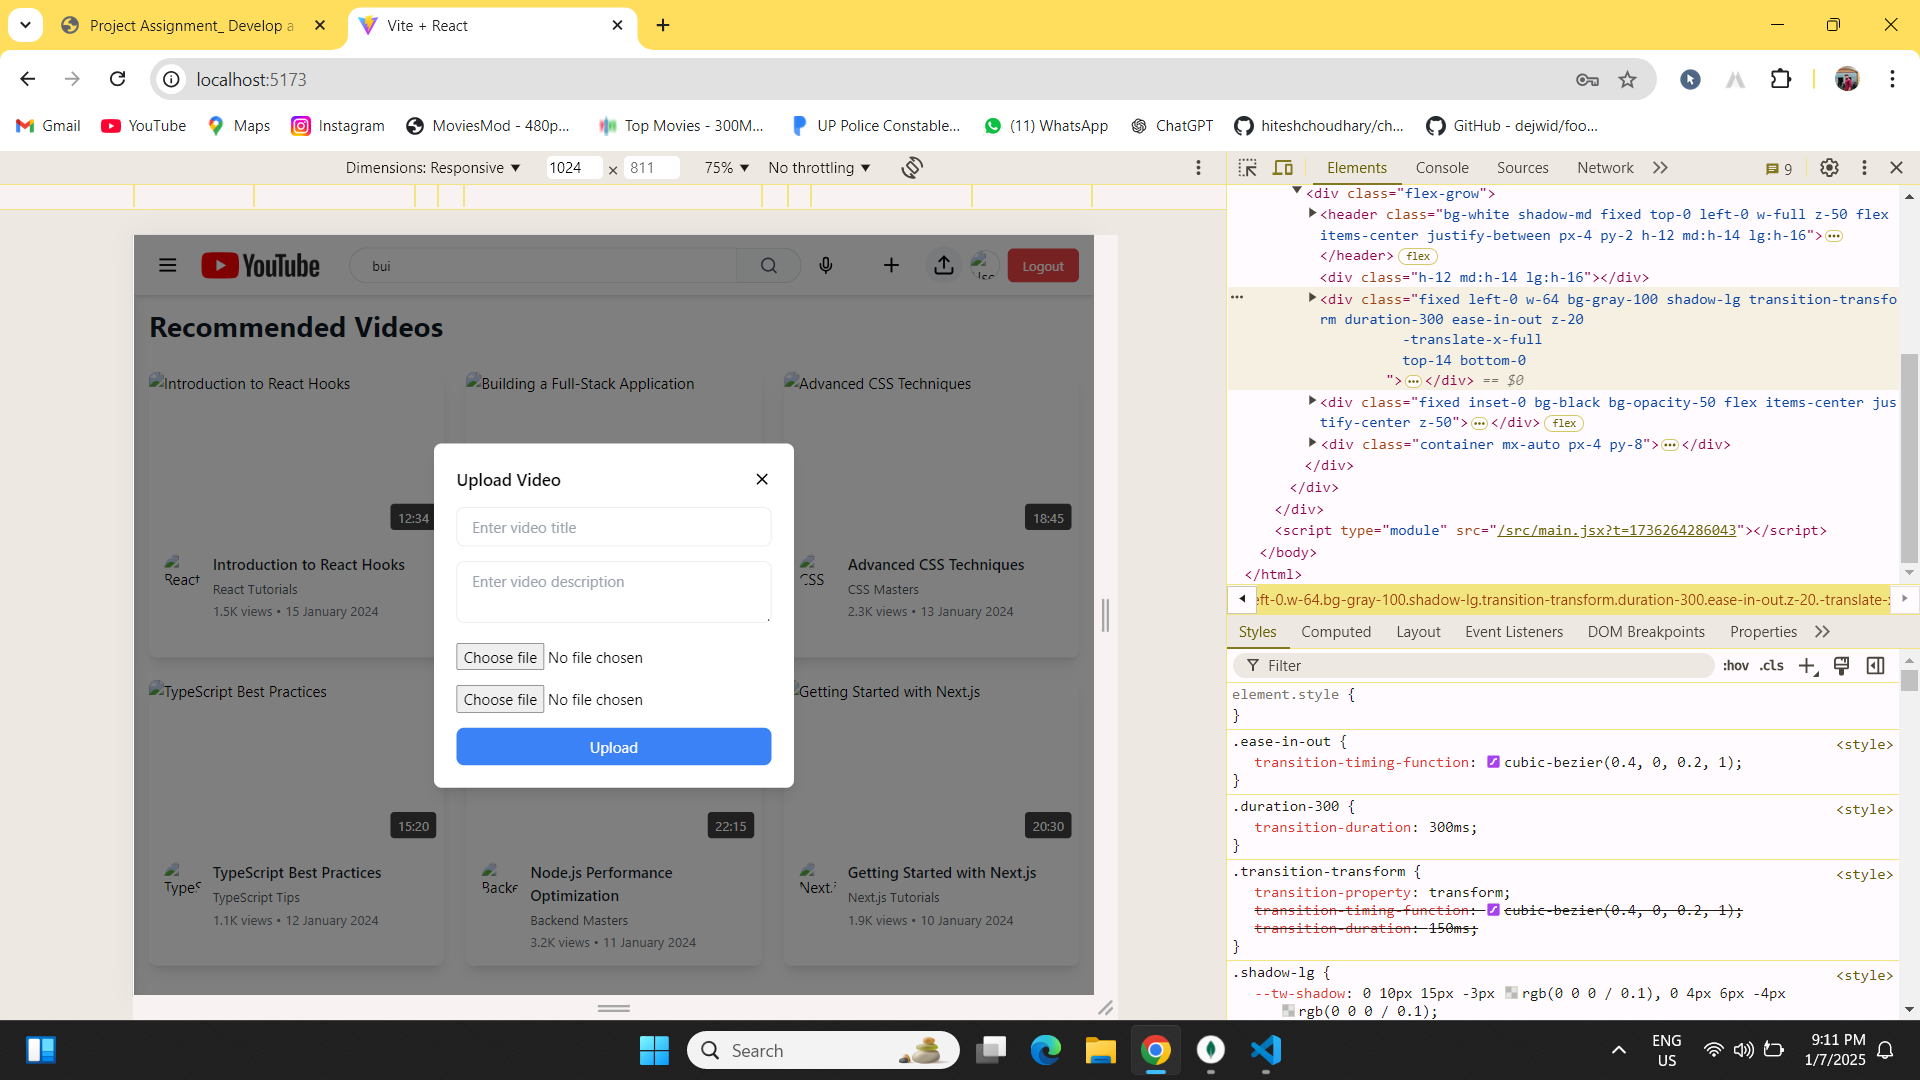 Project Assignment_ Develop a
Vite + React
localhost:5173
Gmail
YouTube
Maps
Instagram
MoviesMod - 480p...
Top Movies - 300M...
UP Police Constable...
(11) WhatsApp
ChatGPT
hiteshchoudhary/ch...
GitHub - dejwid/foo...
Dimensions: Responsive
1024
×
811
75%
No throttling
YouTube
bui
Logout
Recommended Videos
Introduction to React Hooks
12:34
React
Introduction to React Hooks
React Tutorials
1.5K views • 15 January 2024
Building a Full-Stack Application
Advanced CSS Techniques
18:45
CSS
Advanced CSS Techniques
CSS Masters
2.3K views • 13 January 2024
Upload Video
Enter video title
Enter video description
Choose file No file chosen
Choose file No file chosen
Upload
TypeScript Best Practices
15:20
TypeScript Best Practices
TypeScript Tips
1.1K views • 12 January 2024
22:15
Backe
Node.js Performance
Optimization
Backend Masters
3.2K views • 11 January 2024
Getting Started with Next.js
20:30
Next.
Getting Started with Next.js
Next.js Tutorials
1.9K views • 10 January 2024
Elements
Console
Sources
Network
9
<div class="flex-grow">
<header class="bg-white shadow-md fixed top-0 left-0 w-full z-50 flex
items-center justify-between px-4 py-2 h-12 md:h-14 lg:h-16">
</header> flex
<div class="h-12 md:h-14 lg:h-16"></div>
<div class="fixed left-0 w-64 bg-gray-100 shadow-lg transition-transfo
rm duration-300 ease-in-out z-20
-translate-x-full
top-14 bottom-0
">…</div> == $0
<div class="fixed inset-0 bg-black bg-opacity-50 flex items-center jus
tify-center z-50">…</div> flex
<div class="container mx-auto px-4 py-8">…</div>
</div>
</div>
</div>
<script type="module" src="/src/main.jsx?t=1736264286043"></script>
</body>
</html>
eft-0.w-64.bg-gray-100.shadow-lg.transition-transform.duration-300.ease-in-out.z-20.-translate-
Styles
Computed
Layout
Event Listeners
DOM Breakpoints
Properties
Filter
:hov
.cls
element.style {
}
.ease-in-out {
<style>
transition-timing-function: cubic-bezier(0.4, 0, 0.2, 1);
}
.duration-300 {
<style>
transition-duration: 300ms;
}
.transition-transform {
<style>
transition-property: transform;
transition-timing-function: cubic-bezier(0.4, 0, 0.2, 1);
transition-duration: 150ms;
}
.shadow-lg {
<style>
--tw-shadow: 0 10px 15px -3px rgb(0 0 0 / 0.1), 0 4px 6px -4px
rgb(0 0 0 / 0.1);
Search
ENG
US
9:11 PM
1/7/2025